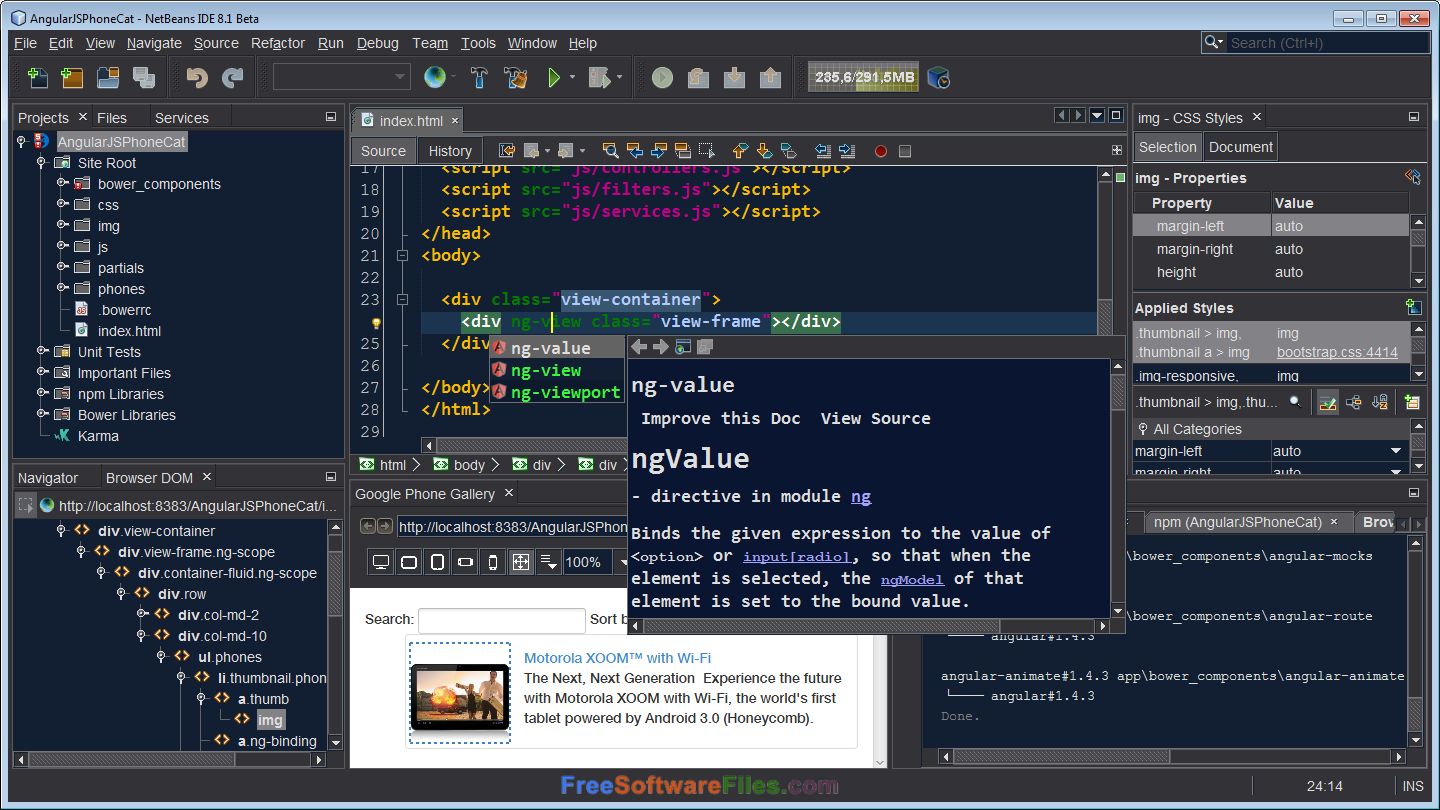 AngularJSPhoneCat - NetBeans IDE 8.1 Beta
File Edit View Navigate Source Refactor Run Debug Team Tools Window Help
Search (Ctrl+I)
235,6/291,5MB
Projects Files Services
AngularJSPhoneCat
Site Root
bower_components
css
img
js
partials
phones
.bowerrc
index.html
Unit Tests
Important Files
npm Libraries
Bower Libraries
Karma
index.html
Source History
17 <script src="js/controllers.js"></script>
18 <script src="js/filters.js"></script>
19 <script src="js/services.js"></script>
20 </head>
21 <body>
22
23 <div class="view-container">
<div ng-view class="view-frame"></div>
25 </div
26
27 </body>
28 </html>
29
ng-value
ng-view
ng-viewport
ng-value
Improve this Doc View Source
ngValue
- directive in module ng
Binds the given expression to the value of
<option> or input[radio], so that when the
element is selected, the ngModel of that
element is set to the bound value.
html body div div
img - CSS Styles
Selection Document
img - Properties
Property Value
margin-left auto
margin-right auto
height auto
Applied Styles
.thumbnail > img, img
.thumbnail a > img bootstrap.css:4414
.img-responsive, img
.thumbnail > img,.thu...
All Categories
margin-left auto
margin-right auto
Navigator Browser DOM
http://localhost:8383/AngularJSPhoneCat/i...
div.view-container
div.view-frame.ng-scope
div.container-fluid.ng-scope
div.row
div.col-md-2
div.col-md-10
ul.phones
li.thumbnail.phon
a.thumb
img
a.ng-binding
Google Phone Gallery
http://localhost:8383/AngularJSPhon
100%
Search: Sort b
Motorola XOOM™ with Wi-Fi
The Next, Next Generation Experience the future
with Motorola XOOM with Wi-Fi, the world's first
tablet powered by Android 3.0 (Honeycomb).
npm (AngularJSPhoneCat) Brow
\bower_components\angular-mocks
\bower_components\angular-route
angular#1.4.3
angular-animate#1.4.3 app\bower_components\angular-animate
angular#1.4.3
Done.
FreeSoftwareFiles.com
24:14 INS